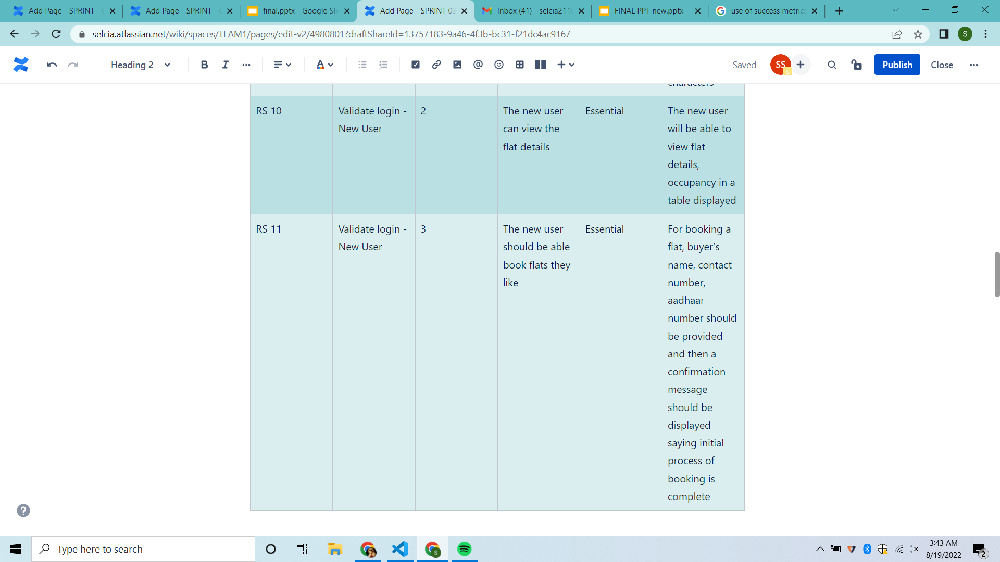 Add Page - SPRINT - 
Add Page - SPRINT - 
final.pptx - Google Sli
Add Page - SPRINT 03
Inbox (41) - selcia211
FINAL PPT new.pptx -
use of success metric
selcia.atlassian.net/wiki/spaces/TEAM1/pages/edit-v2/4980801?draftShareId=13757183-9a46-4f3b-bc31-f21dc4ac9167
S
Heading 2
B
I
A
Saved
SS
S
Publish
Close
characters
RS 10
Validate login -
New User
2
The new user
can view the
flat details
Essential
The new user
will be able to
view flat
details,
occupancy in a
table displayed
RS 11
Validate login -
New User
3
The new user
should be able
book flats they
like
Essential
For booking a
flat, buyer’s
name, contact
number,
aadhaar
number should
be provided
and then a
confirmation
message
should be
displayed
saying initial
process of
booking is
complete
?
Type here to search
S
3:43 AM
8/19/2022
2